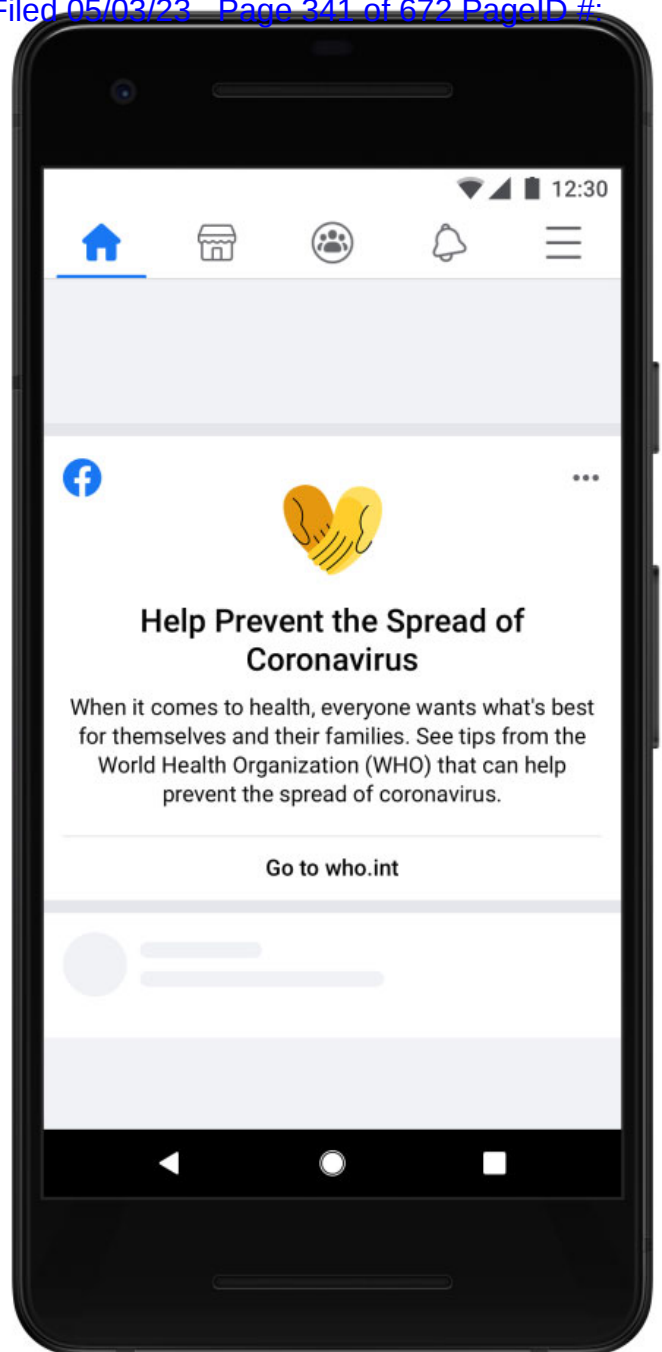 Filed 05/03/23 Page 341 of 672 PageID #:
12:30
Help Prevent the Spread of
Coronavirus
When it comes to health, everyone wants what's best
for themselves and their families. See tips from the
World Health Organization (WHO) that can help
prevent the spread of coronavirus.
Go to who.int